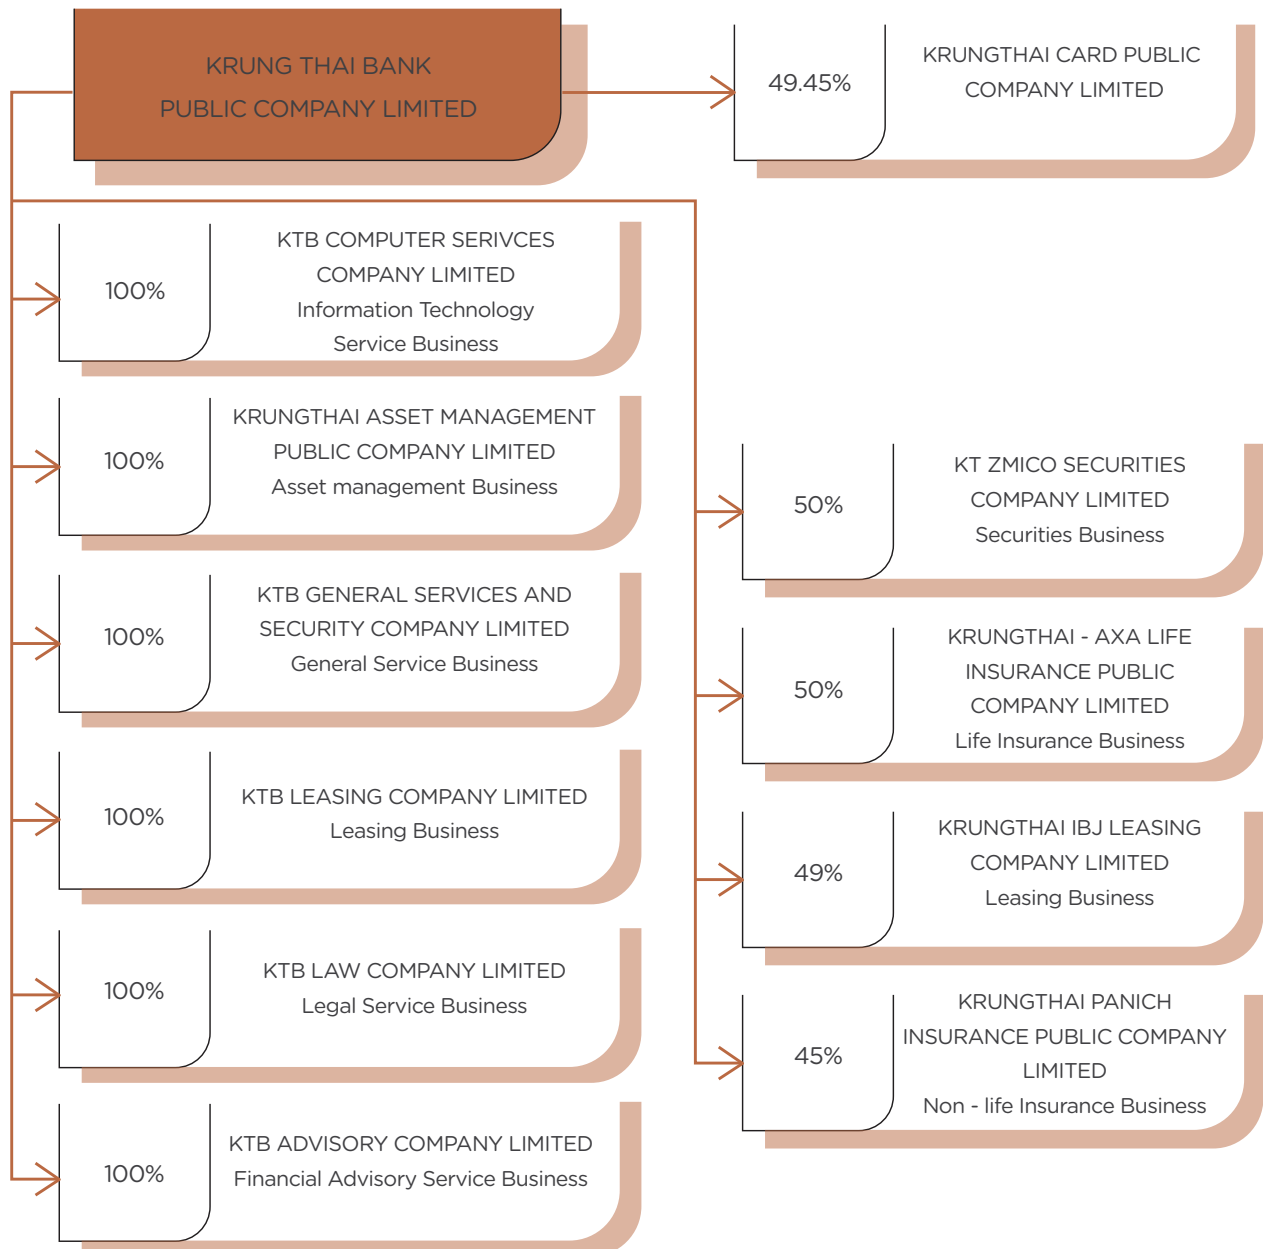 KRUNG THAI BANK
PUBLIC COMPANY LIMITED
49.45%
KRUNGTHAI CARD PUBLIC
COMPANY LIMITED
100%
KTB COMPUTER SERIVCES
COMPANY LIMITED
Information Technology
Service Business
100%
KRUNGTHAI ASSET MANAGEMENT
PUBLIC COMPANY LIMITED
Asset management Business
100%
KTB GENERAL SERVICES AND
SECURITY COMPANY LIMITED
General Service Business
100%
KTB LEASING COMPANY LIMITED
Leasing Business
100%
KTB LAW COMPANY LIMITED
Legal Service Business
100%
KTB ADVISORY COMPANY LIMITED
Financial Advisory Service Business
50%
KT ZMICO SECURITIES
COMPANY LIMITED
Securities Business
50%
KRUNGTHAI - AXA LIFE
INSURANCE PUBLIC
COMPANY LIMITED
Life Insurance Business
49%
KRUNGTHAI IBJ LEASING
COMPANY LIMITED
Leasing Business
45%
KRUNGTHAI PANICH
INSURANCE PUBLIC COMPANY
LIMITED
Non - life Insurance Business